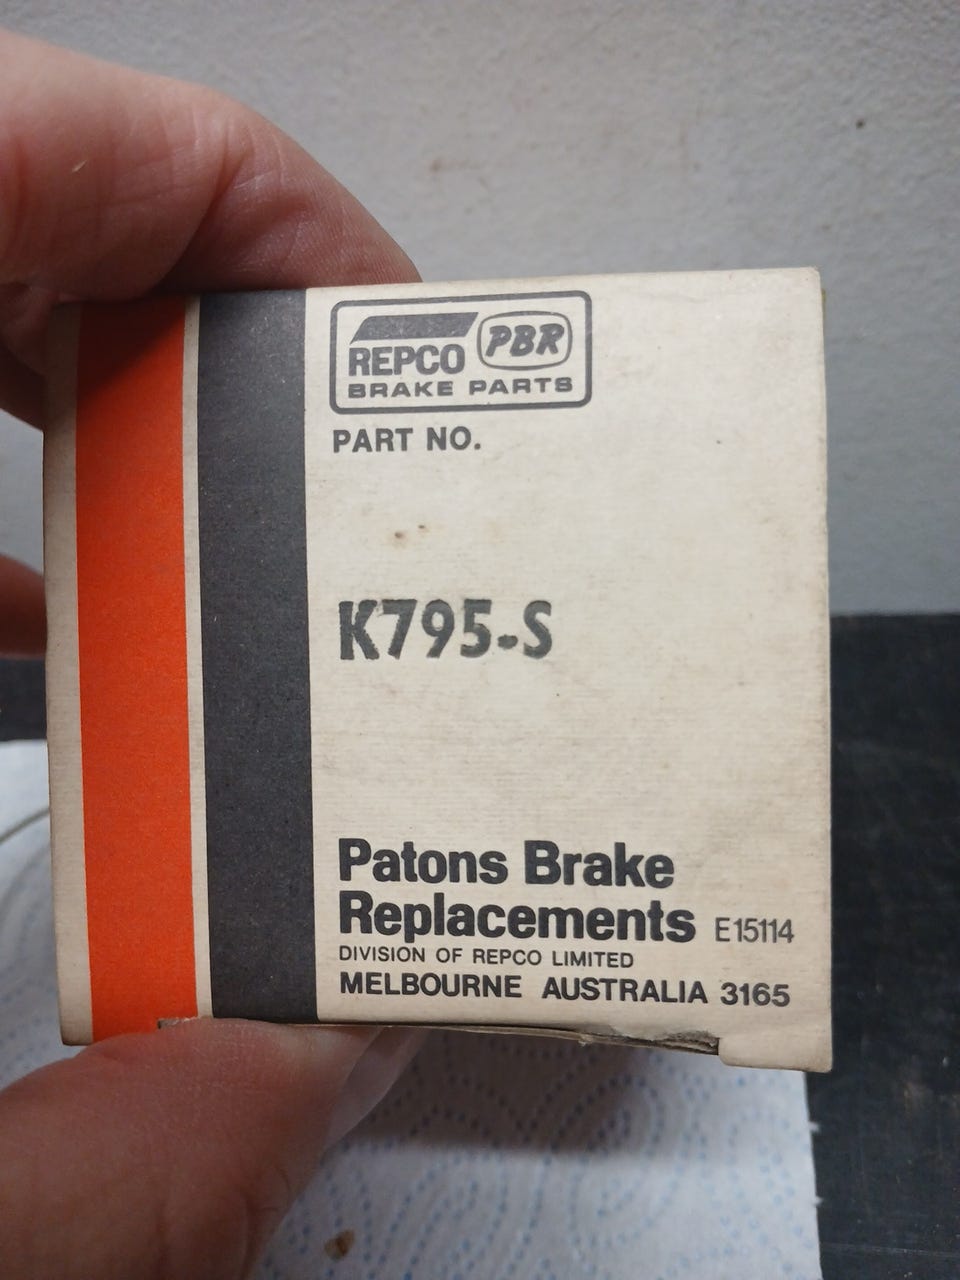 REPCO PBR
BRAKE PARTS
PART NO.
K795-S
Patons Brake
Replacements E15114
DIVISION OF REPCO LIMITED
MELBOURNE AUSTRALIA 3165